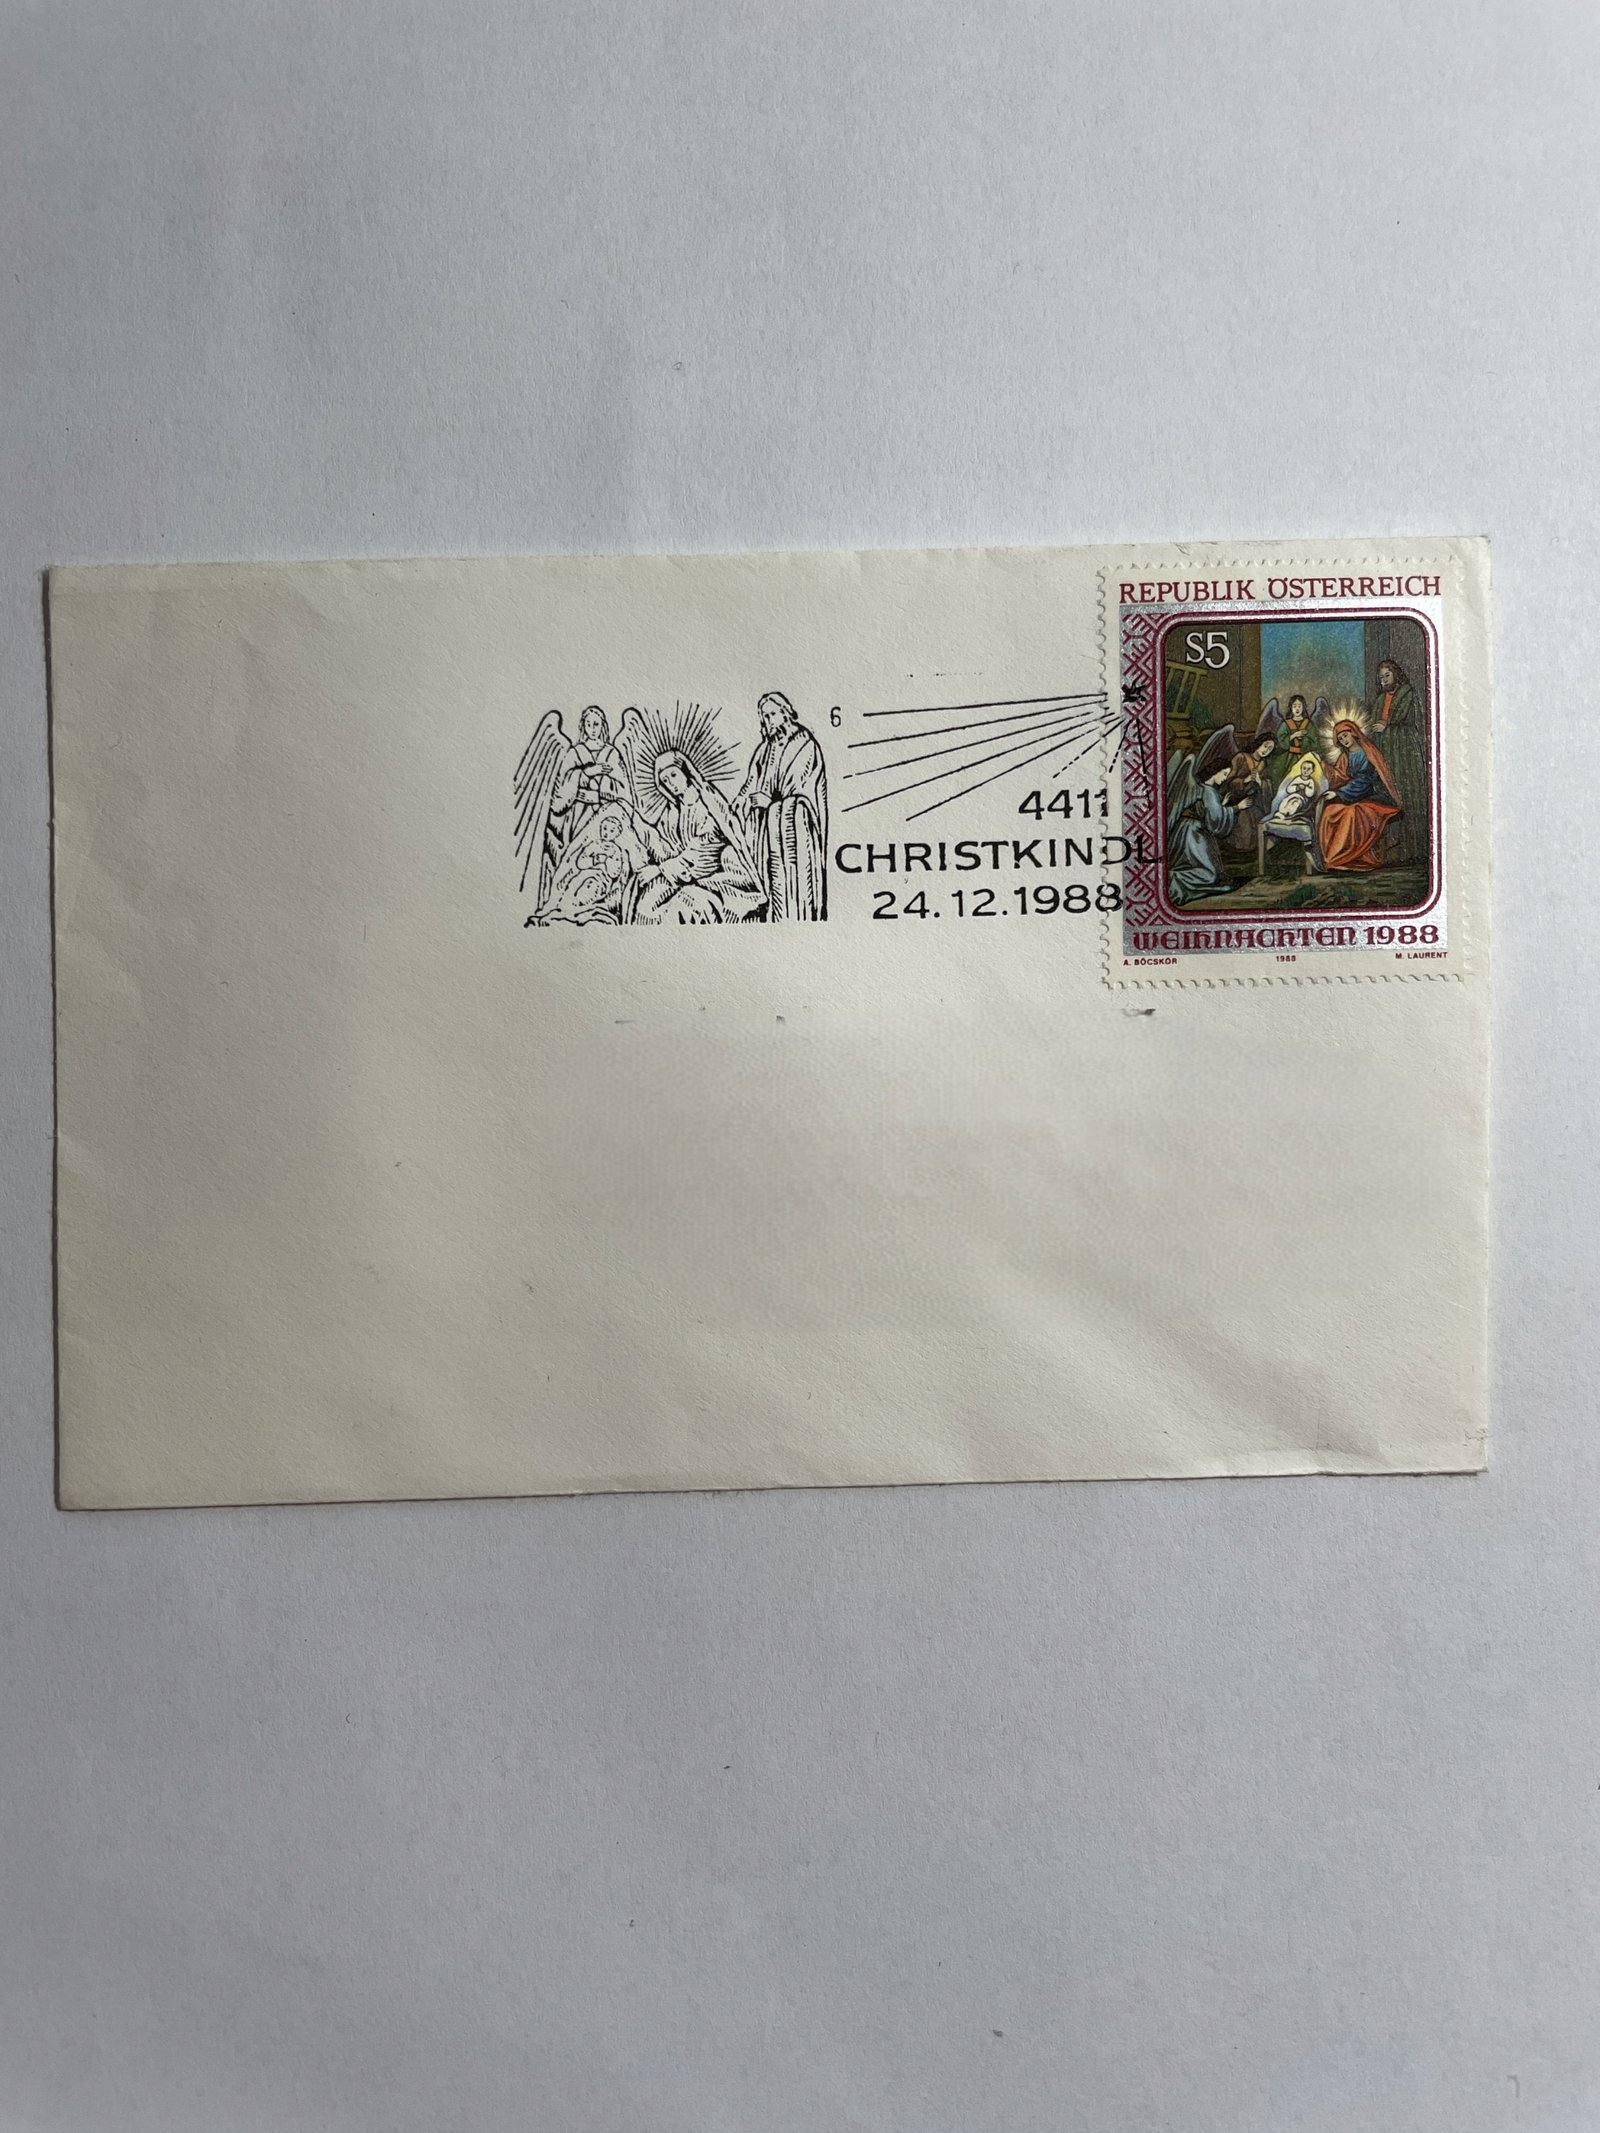 REPUBLIK ÖSTERREICH
S5
6
4411
CHRISTKINDL
24.12.1988
WEIHNACHTEN 1988
A. BÖCSKÖR 1988 M. LAURENT